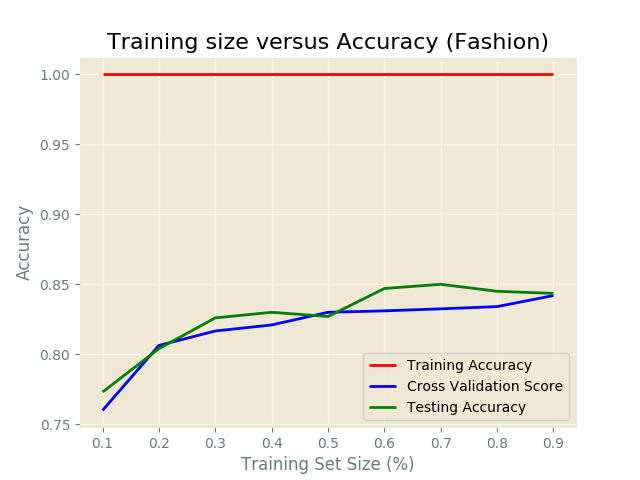 Training size versus Accuracy (Fashion)
1.00
0.95
0.90
0.85
0.80
0.75
Accuracy
Training Accuracy
Cross Validation Score
Testing Accuracy
0.1 0.2 0.3 0.4 0.5 0.6 0.7 0.8 0.9
Training Set Size (%)